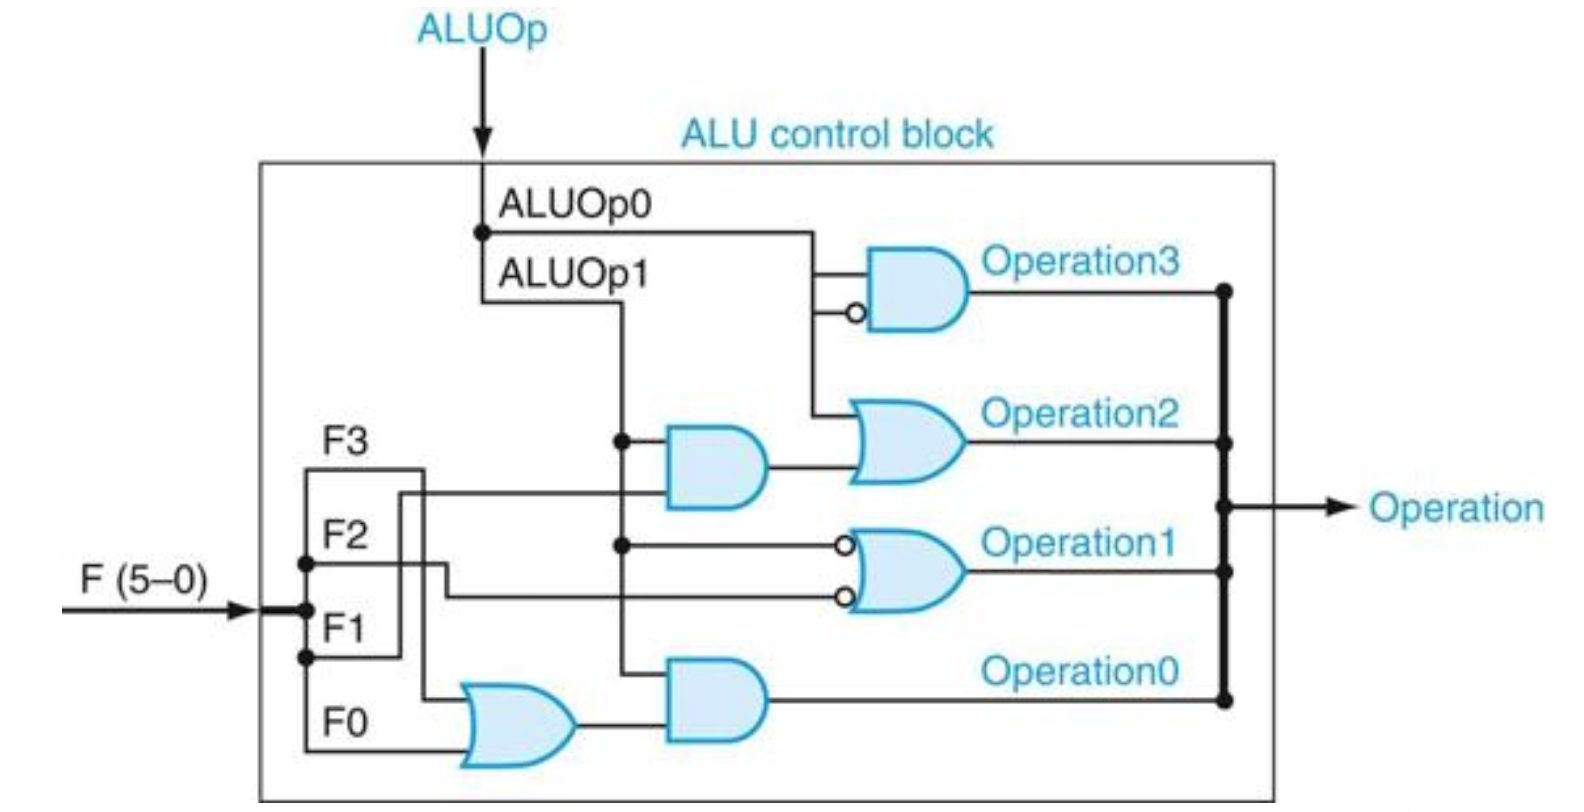 ALUOp
ALU control block
ALUOp0
ALUOp1
Operation3
Operation2
F3
F2
Operation1
Operation
F (5–0)
F1
Operation0
F0